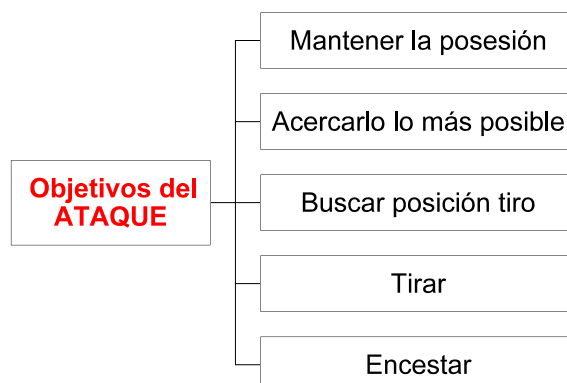 Mantener la posesión
Acercarlo lo más posible
Objetivos del
ATAQUE
Buscar posición tiro
Tirar
Encestar